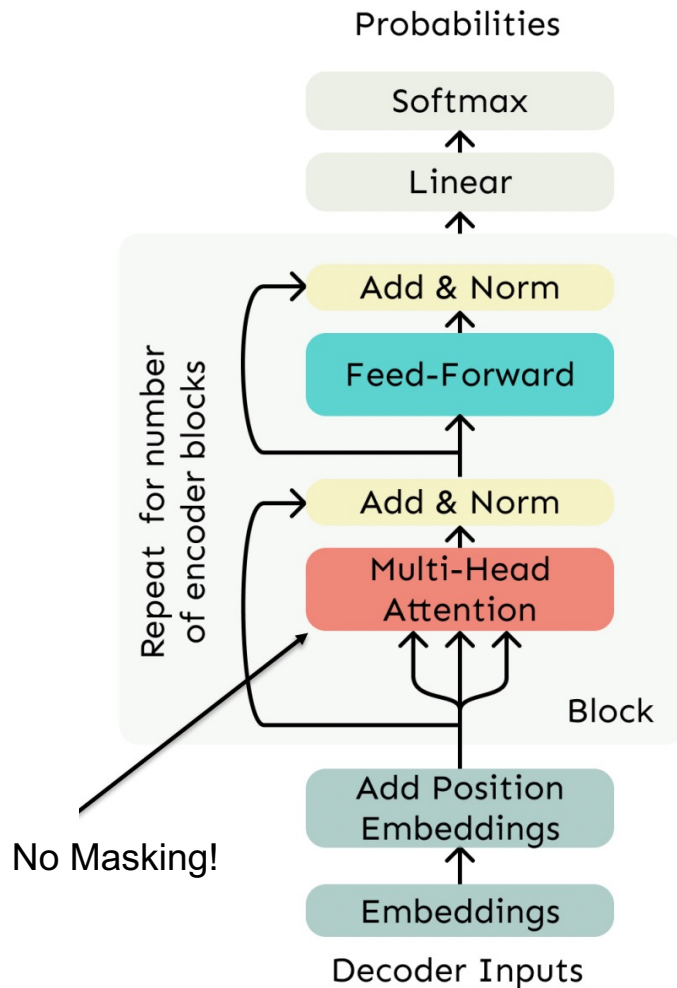 Probabilities
Softmax
Linear
Add & Norm
Feed-Forward
Add & Norm
Multi-Head
Attention
Repeat for number
of encoder blocks
Block
Add Position
Embeddings
No Masking!
Embeddings
Decoder Inputs